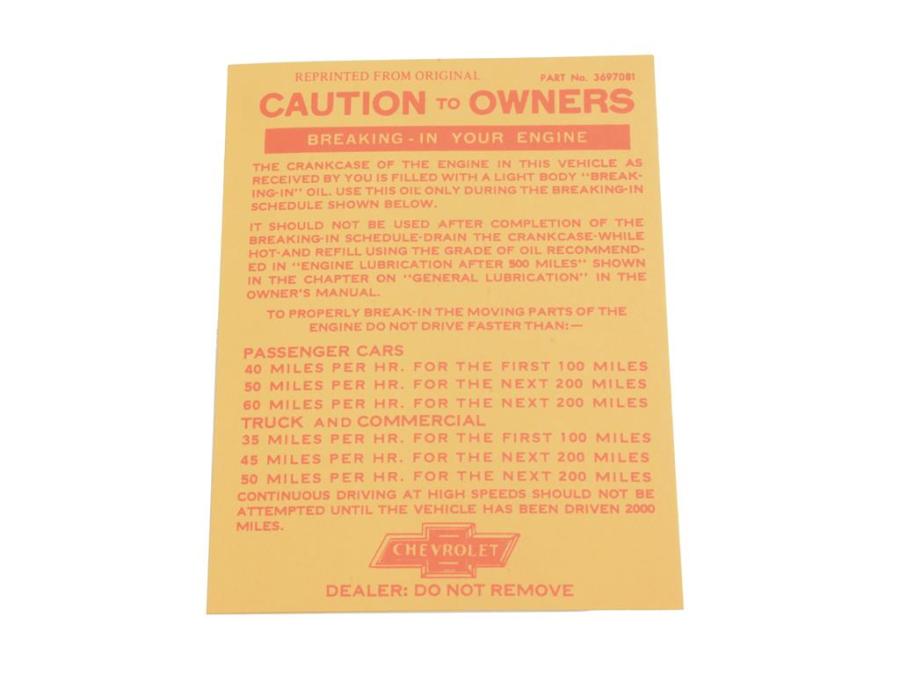 REPRINTED FROM ORIGINAL PART No. 3697081
CAUTION TO OWNERS
BREAKING-IN YOUR ENGINE
THE CRANKCASE OF THE ENGINE IN THIS VEHICLE AS
RECEIVED BY YOU IS FILLED WITH A LIGHT BODY "BREAK-
ING-IN" OIL. USE THIS OIL ONLY DURING THE BREAKING-IN
SCHEDULE SHOWN BELOW.
IT SHOULD NOT BE USED AFTER COMPLETION OF THE
BREAKING-IN SCHEDULE-DRAIN THE CRANKCASE-WHILE
HOT-AND REFILL USING THE GRADE OF OIL RECOMMEND-
ED IN "ENGINE LUBRICATION AFTER 500 MILES" SHOWN
IN THE CHAPTER ON "GENERAL LUBRICATION" IN THE
OWNER'S MANUAL.
TO PROPERLY BREAK-IN THE MOVING PARTS OF THE
ENGINE DO NOT DRIVE FASTER THAN:—
PASSENGER CARS
40 MILES PER HR. FOR THE FIRST 100 MILES
50 MILES PER HR. FOR THE NEXT 200 MILES
60 MILES PER HR. FOR THE NEXT 200 MILES
TRUCK AND COMMERCIAL
35 MILES PER HR. FOR THE FIRST 100 MILES
45 MILES PER HR. FOR THE NEXT 200 MILES
50 MILES PER HR. FOR THE NEXT 200 MILES
CONTINUOUS DRIVING AT HIGH SPEEDS SHOULD NOT BE
ATTEMPTED UNTIL THE VEHICLE HAS BEEN DRIVEN 2000
MILES.
CHEVROLET
DEALER: DO NOT REMOVE